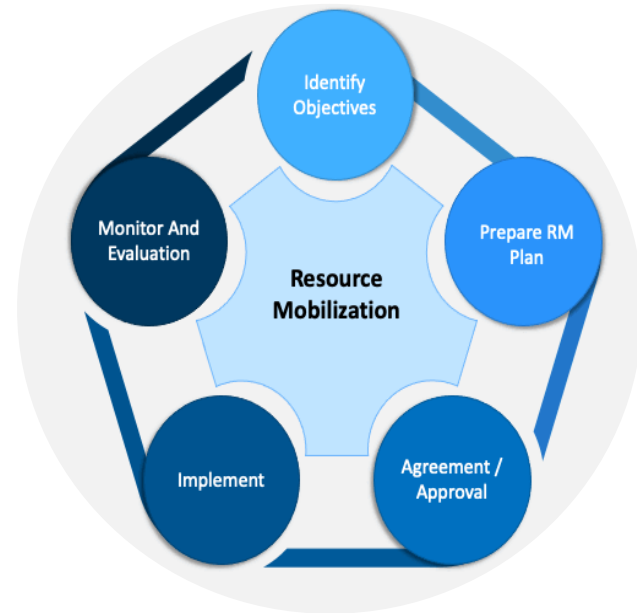 Identify
Objectives
Prepare RM
Plan
Agreement /
Approval
Implement
Monitor And
Evaluation
Resource
Mobilization